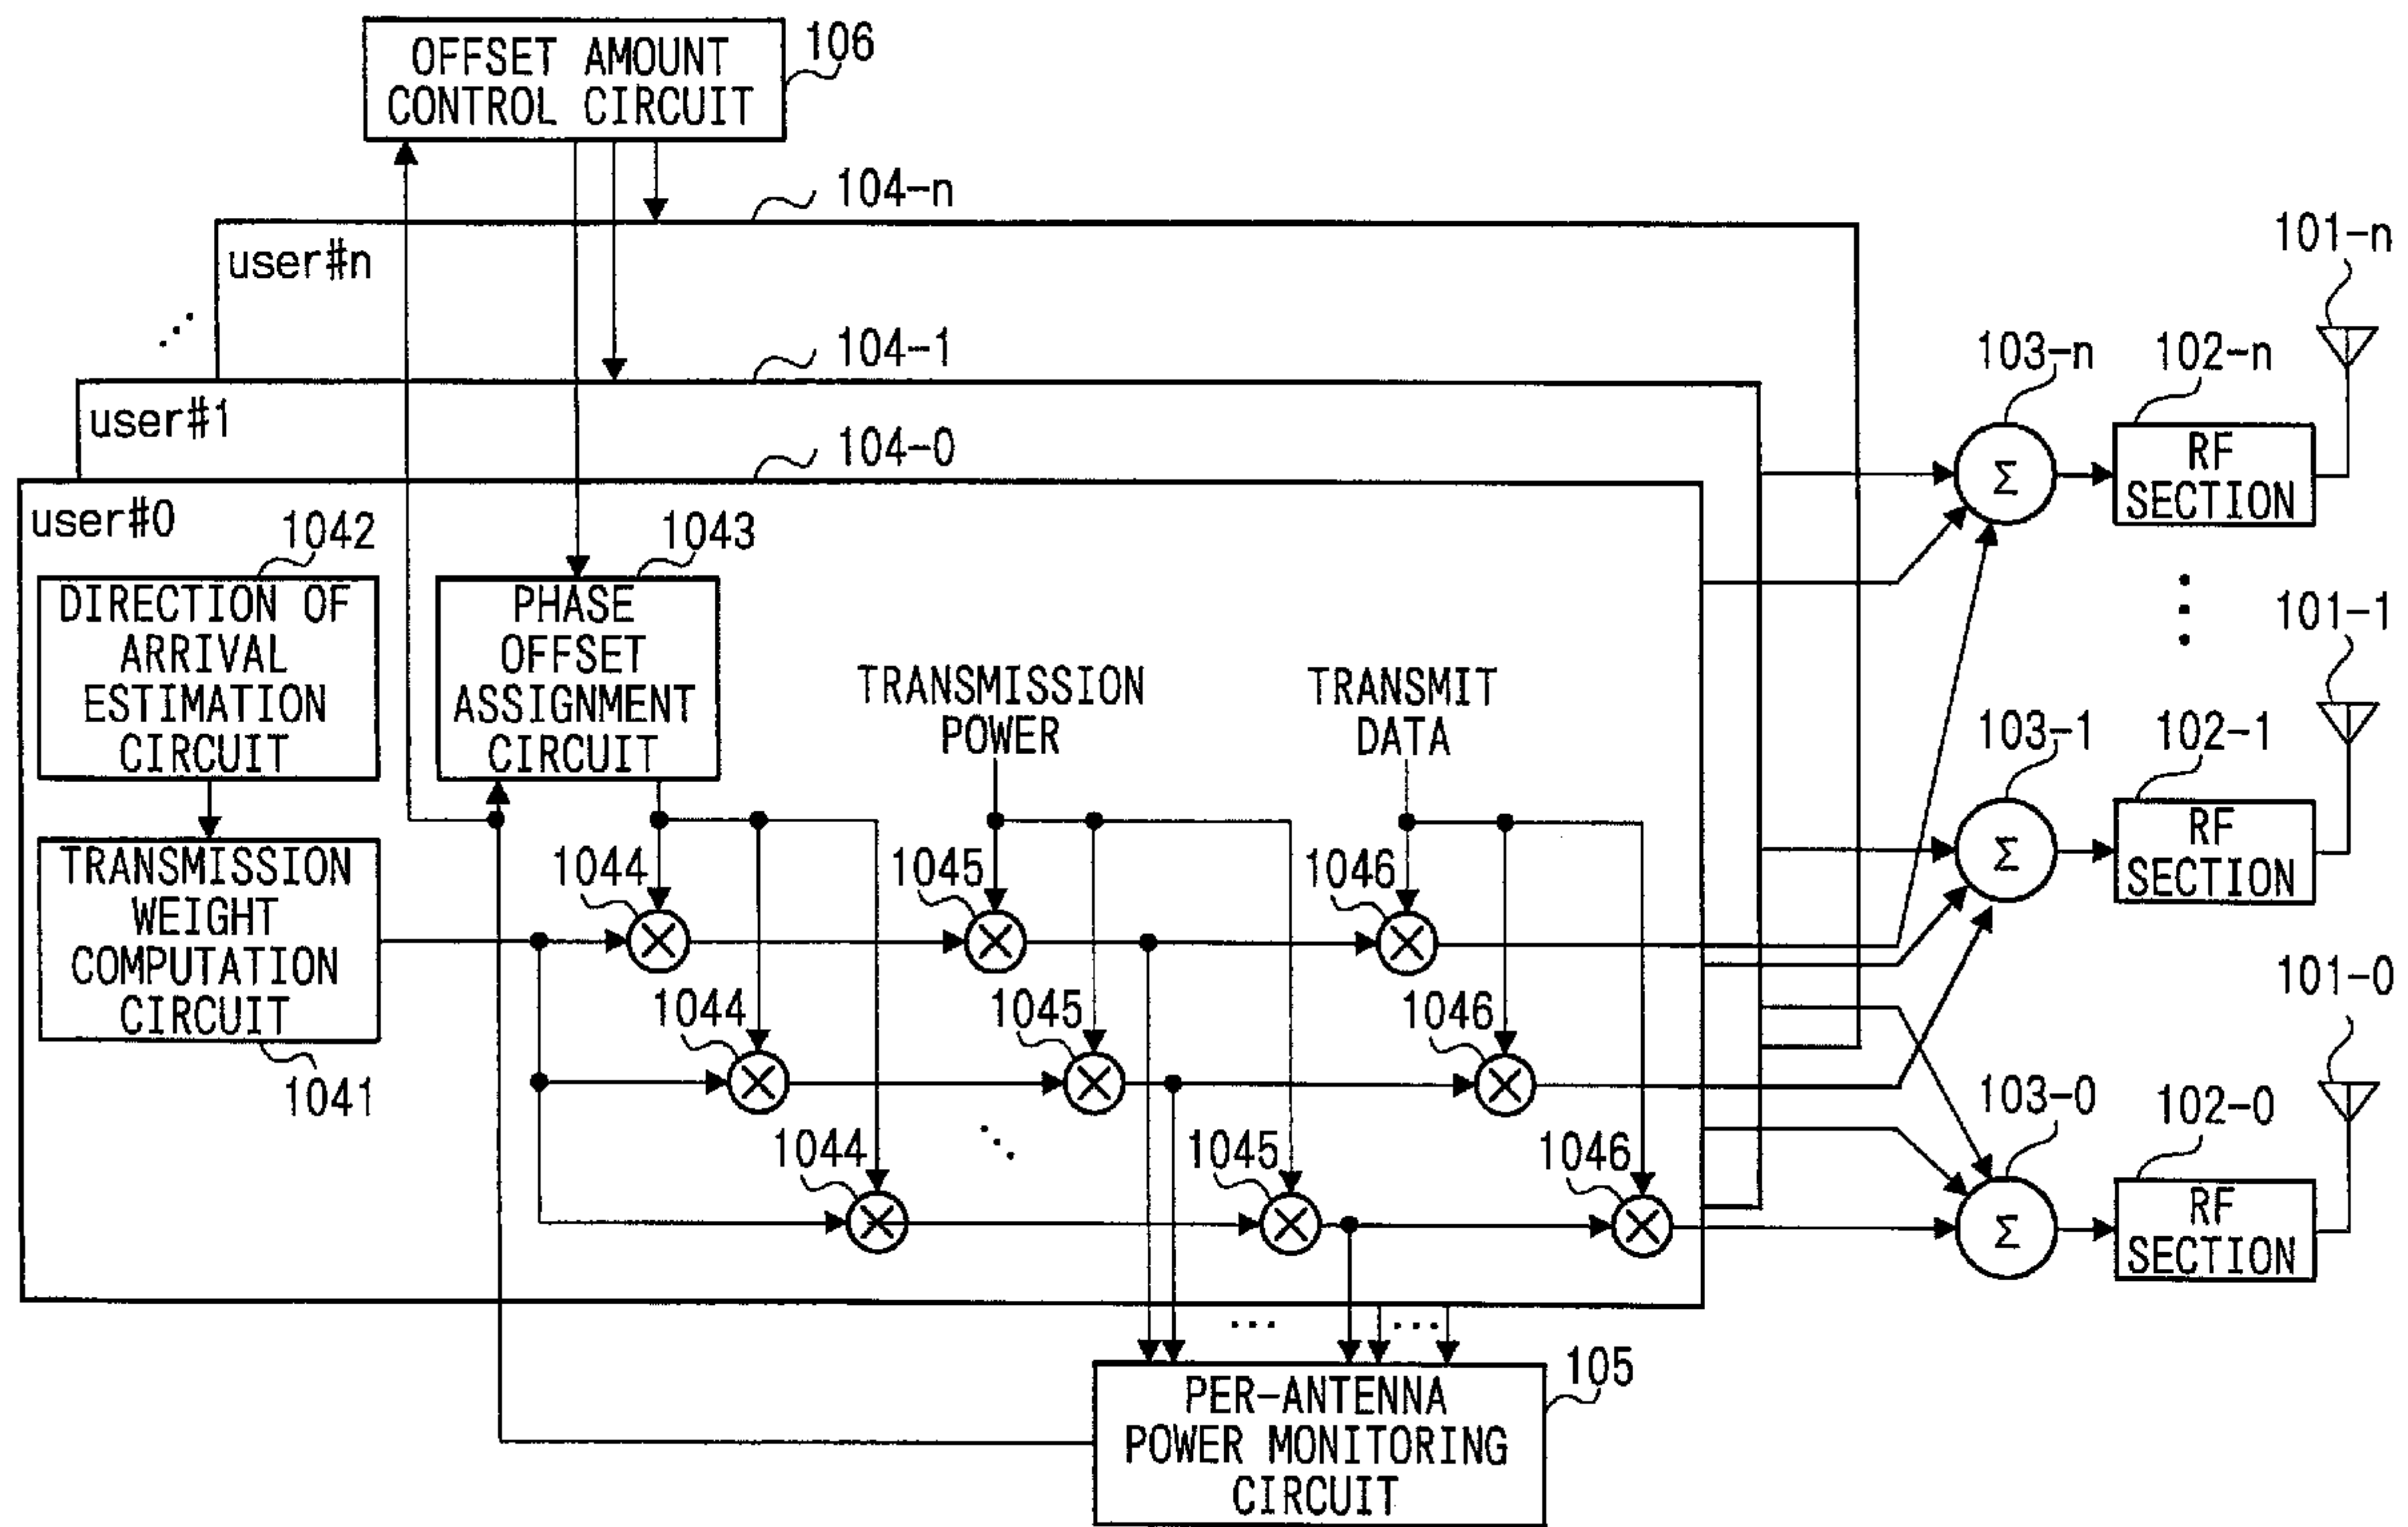 OFFSET AMOUNT
CONTROL CIRCUIT
106
104-n
user#n
101-n
104-1
user#1
103-n
102-n
Σ
RF
SECTION
104-0
user#0
1042
1043
DIRECTION OF
ARRIVAL
ESTIMATION
CIRCUIT
PHASE
OFFSET
ASSIGNMENT
CIRCUIT
TRANSMISSION
POWER
TRANSMIT
DATA
101-1
103-1
102-1
Σ
RF
SECTION
TRANSMISSION
WEIGHT
COMPUTATION
CIRCUIT
1041
1044
1045
1046
1044
1045
1046
1044
1045
1046
101-0
103-0
102-0
Σ
RF
SECTION
...
...
105
PER-ANTENNA
POWER MONITORING
CIRCUIT